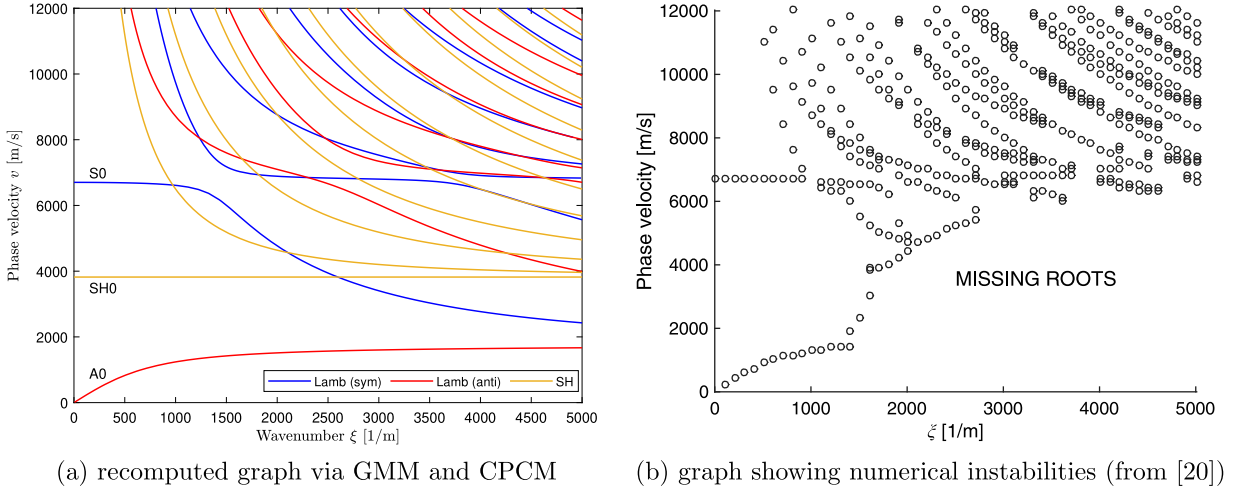 12000
10000
8000
6000
4000
2000
0
Phase velocity v [m/s]
S0
SH0
A0
Lamb (sym) Lamb (anti) SH
0 500 1000 1500 2000 2500 3000 3500 4000 4500 5000
Wavenumber ξ [1/m]
(a) recomputed graph via GMM and CPCM
12000
10000
8000
6000
4000
2000
0
Phase velocity [m/s]
MISSING ROOTS
0 1000 2000 3000 4000 5000
ξ [1/m]
(b) graph showing numerical instabilities (from [20])